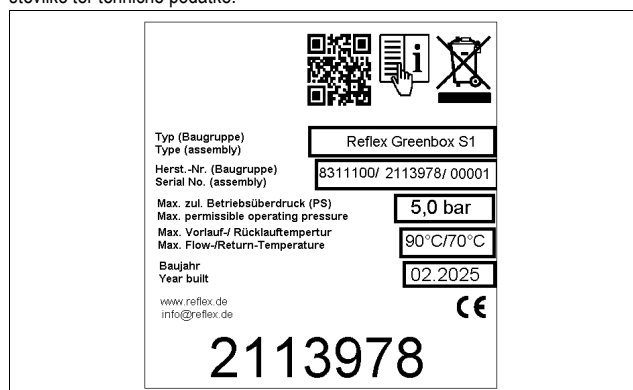 številke ter tehnične podatke.
Typ (Baugruppe)
Type (assembly)
Reflex Greenbox S1
Herst.-Nr. (Baugruppe)
Serial No. (assembly)
8311100/ 2113978/ 00001
Max. zul. Betriebsüberdruck (PS)
Max. permissible operating pressure
5,0 bar
Max. Vorlauf-/ Rücklauftempertur
Max. Flow-/Return-Temperature
90°C/70°C
Baujahr
Year built
02.2025
www.reflex.de
info@reflex.de
CE
2113978